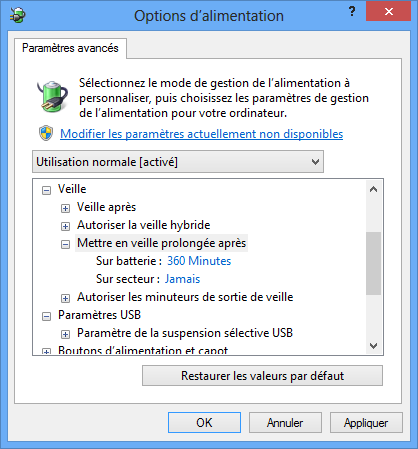 Options d'alimentation
Paramètres avancés
Sélectionnez le mode de gestion de l'alimentation à
personnaliser, puis choisissez les paramètres de gestion
de l'alimentation pour votre ordinateur.
Modifier les paramètres actuellement non disponibles
Utilisation normale [activé]
Veille
Veille après
Autoriser la veille hybride
Mettre en veille prolongée après
Sur batterie : 360 Minutes
Sur secteur : Jamais
Autoriser les minuteurs de sortie de veille
Paramètres USB
Paramètre de la suspension sélective USB
Boutons d'alimentation et capot
Restaurer les valeurs par défaut
OK
Annuler
Appliquer